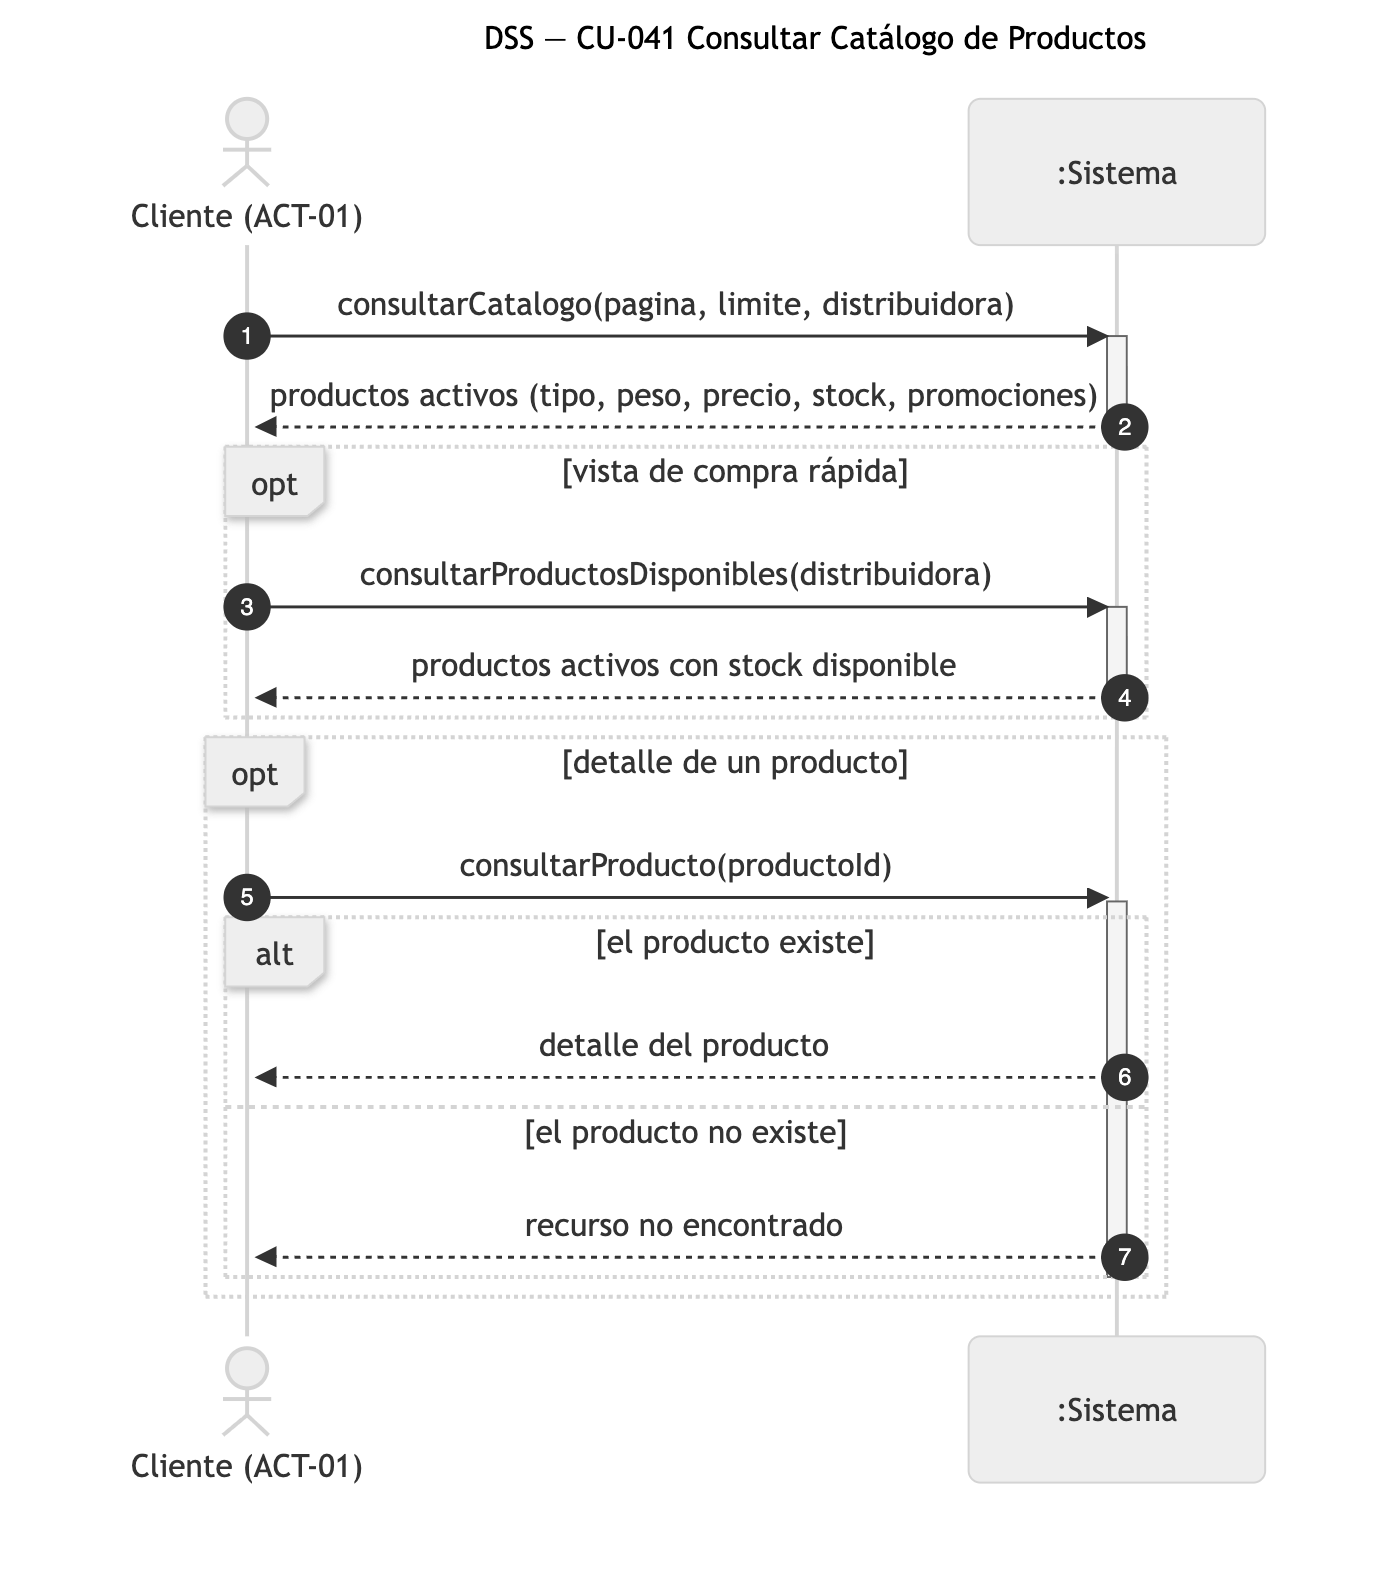 DSS — CU-041 Consultar Catálogo de Productos
:Sistema
Cliente (ACT-01)
consultarCatalogo(pagina, limite, distribuidora)
1
productos activos (tipo, peso, precio, stock, promociones)
2
opt
[vista de compra rápida]
consultarProductosDisponibles(distribuidora)
3
productos activos con stock disponible
4
opt
[detalle de un producto]
consultarProducto(productoId)
5
alt
[el producto existe]
detalle del producto
6
[el producto no existe]
recurso no encontrado
7
:Sistema
Cliente (ACT-01)